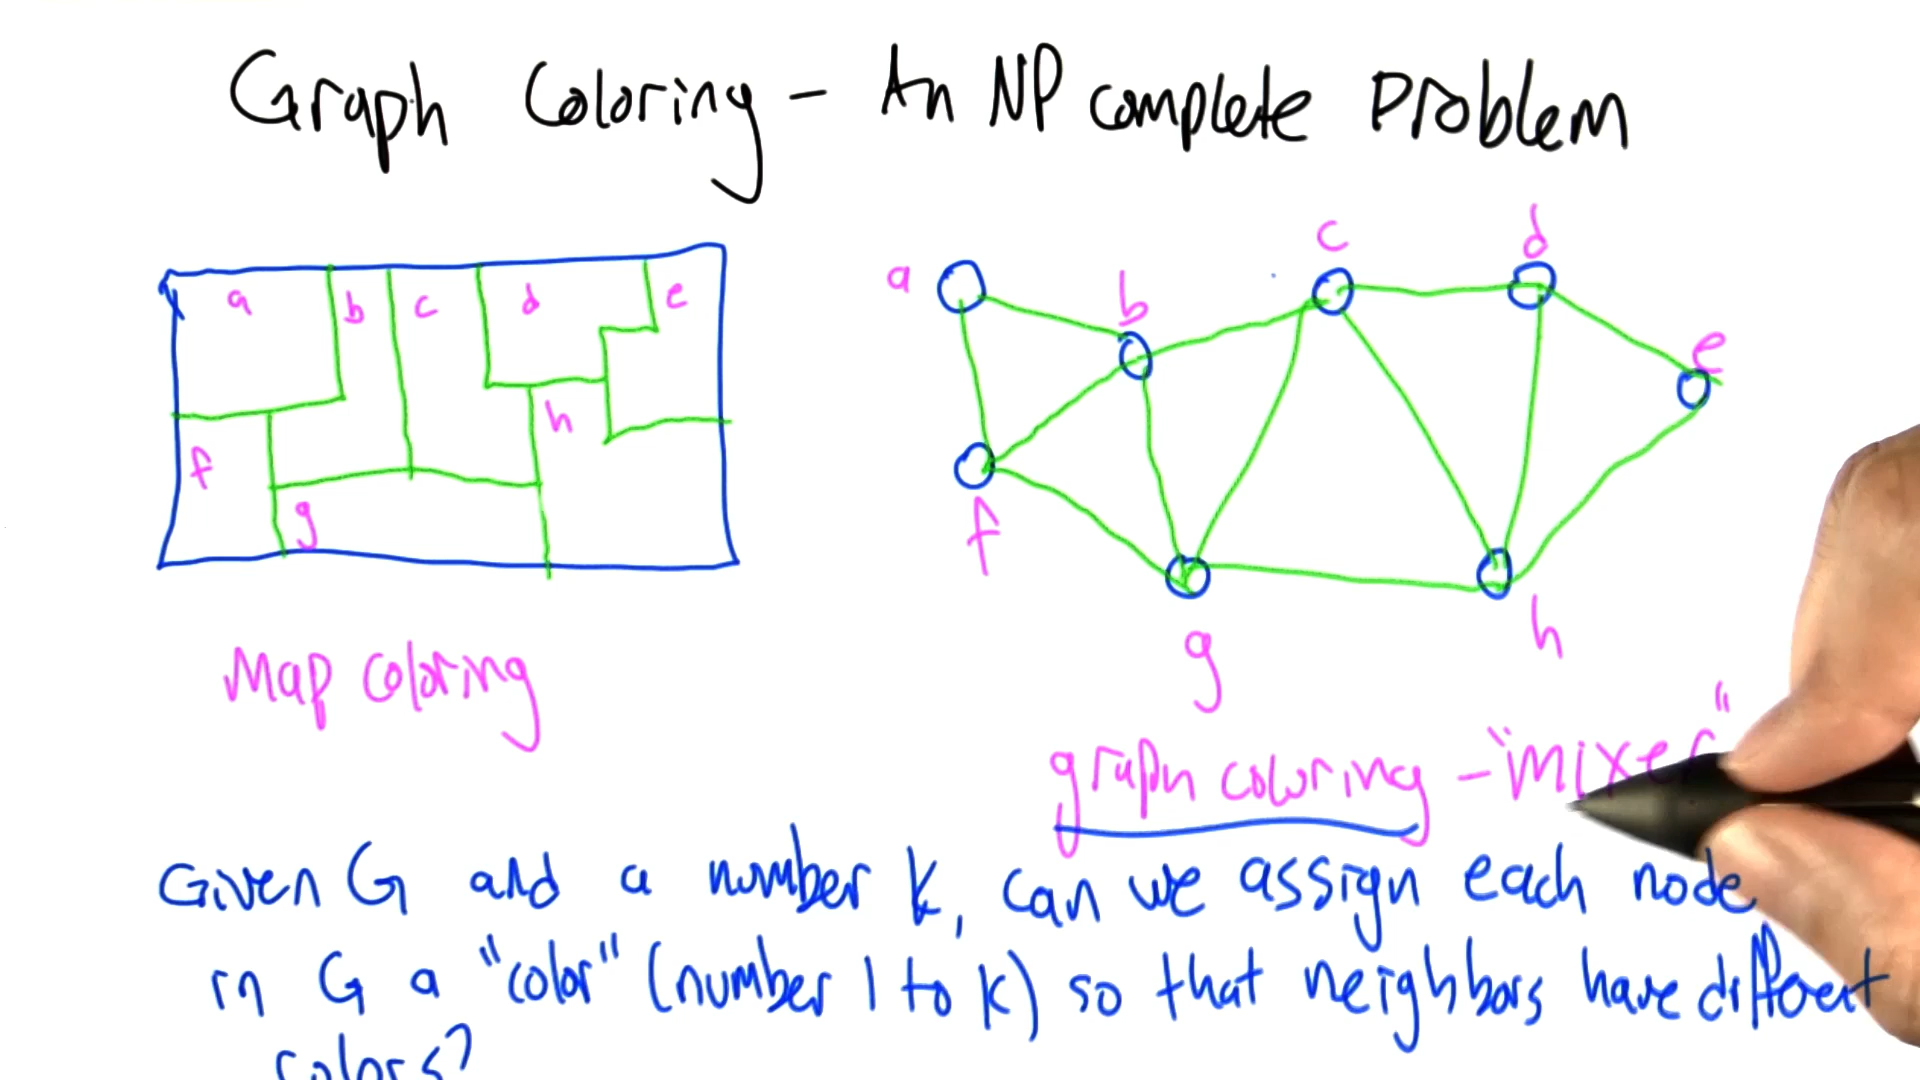 Graph Coloring - An NP complete Problem
a b c d e
f g h
a b c d e
f g h
Map Coloring
graph coloring - "mixer"
Given G and a number k, can we assign each node
in G a "color" (number 1 to k) so that neighbors have different
colors?